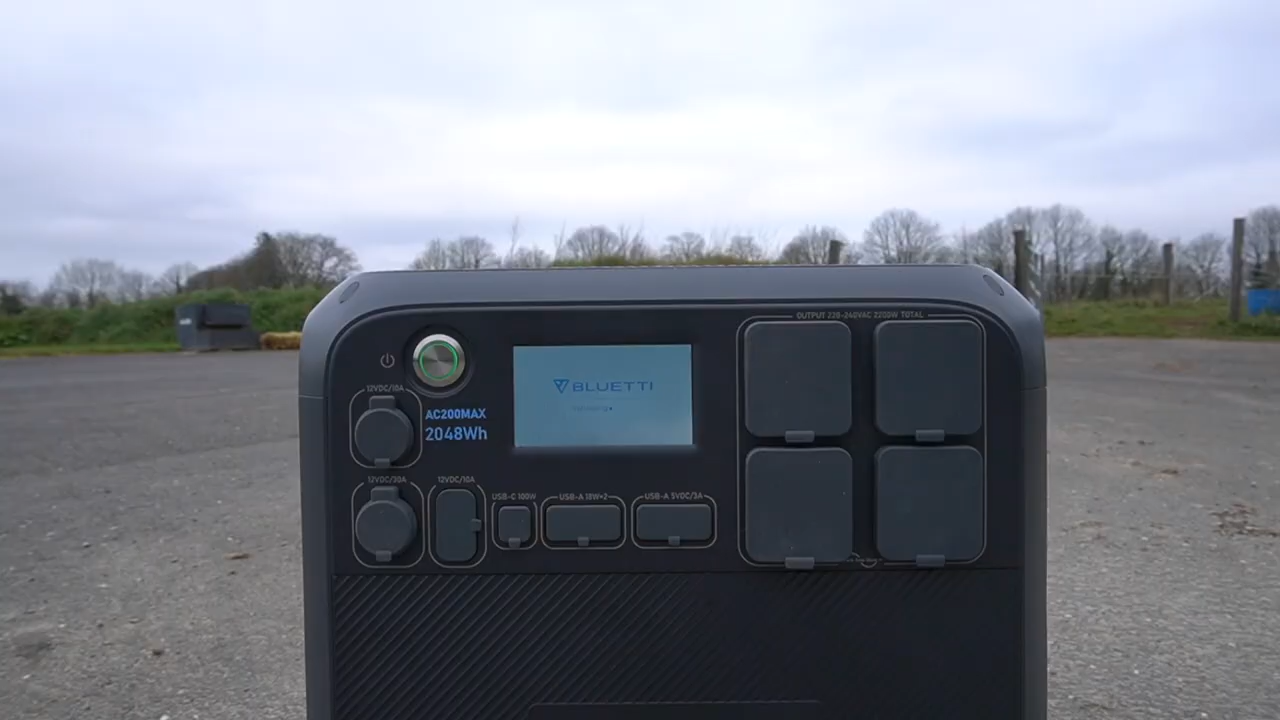 OUTPUT 220-240VAC 2200W TOTAL
12VDC/10A
BLUETTI
AC200MAX
2048Wh
12VDC/30A
12VDC/10A
USB-C 100W
USB-A 18W*2
USB-A 5VDC/3A